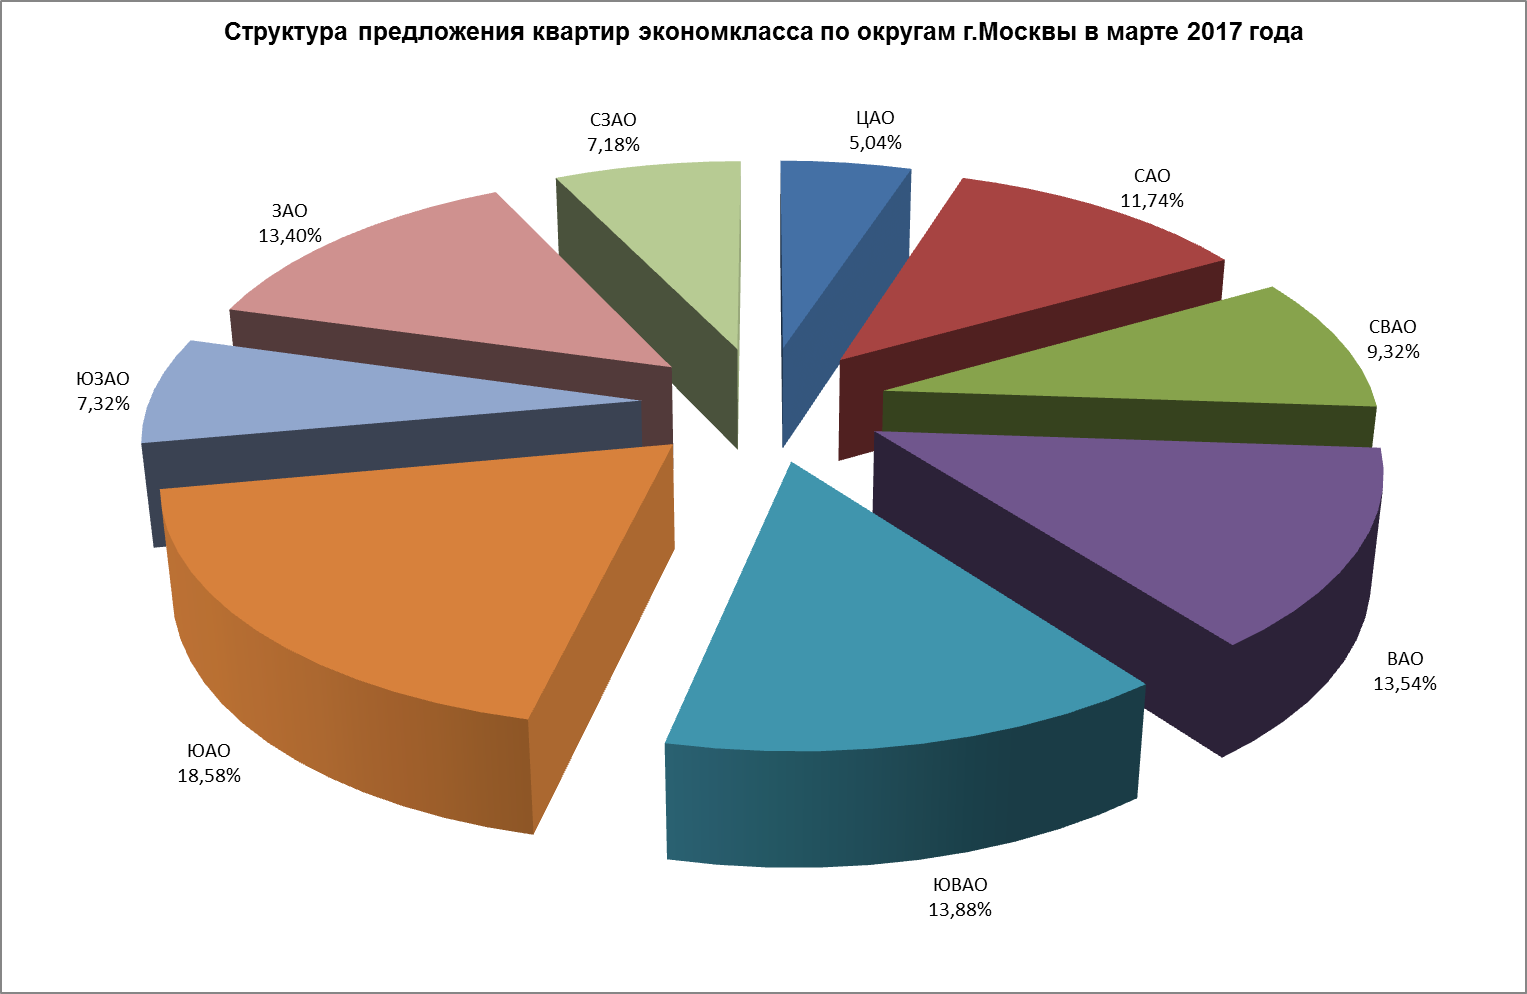 Структура предложения квартир экономкласса по округам г.Москвы в марте 2017 года
ЦАО
5,04%
САО
11,74%
СВАО
9,32%
ВАО
13,54%
ЮВАО
13,88%
ЮАО
18,58%
ЮЗАО
7,32%
ЗАО
13,40%
СЗАО
7,18%